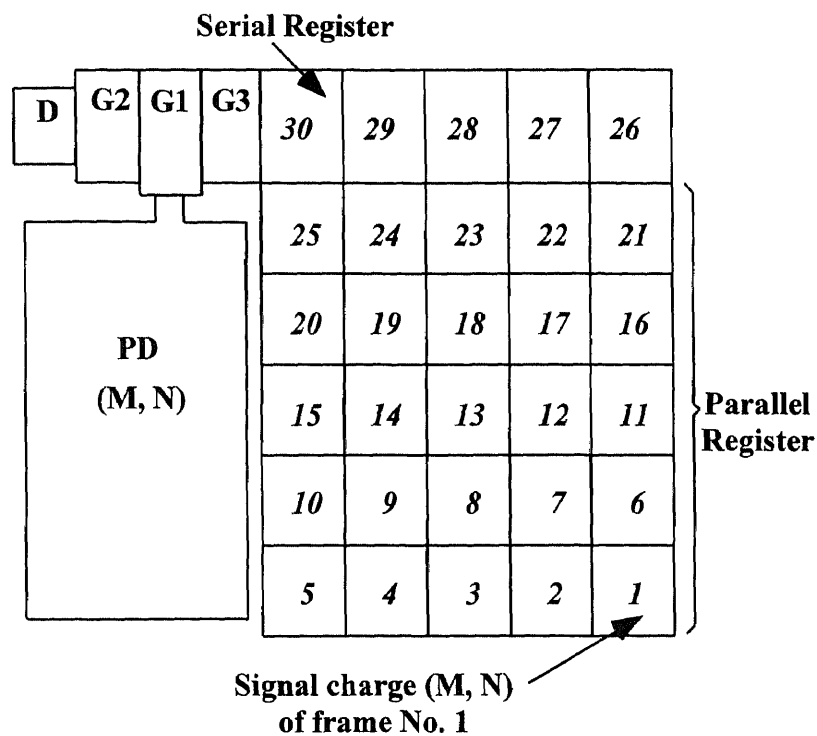 Serial Register
D G2 G1 G3 30 29 28 27 26
25 24 23 22 21
20 19 18 17 16
PD
(M, N)
15 14 13 12 11
Parallel
Register
10 9 8 7 6
5 4 3 2 1
Signal charge (M, N)
of frame No. 1